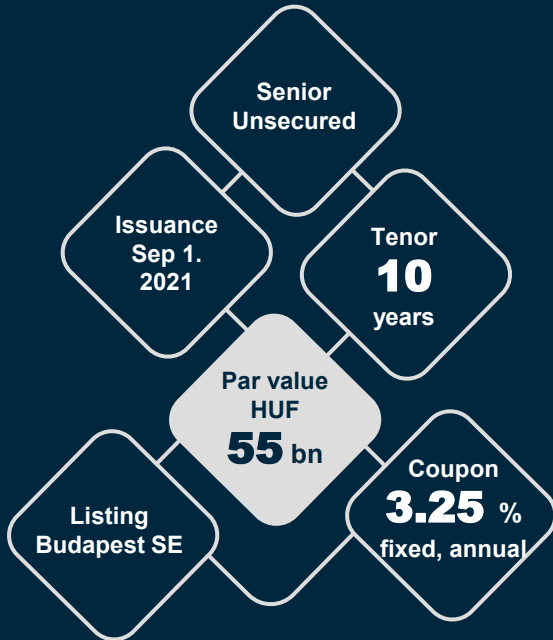 Senior
Unsecured
Issuance
Sep 1.
2021
Tenor
10
years
Par value
HUF
55 bn
Coupon
3.25 %
fixed, annual
Listing
Budapest SE